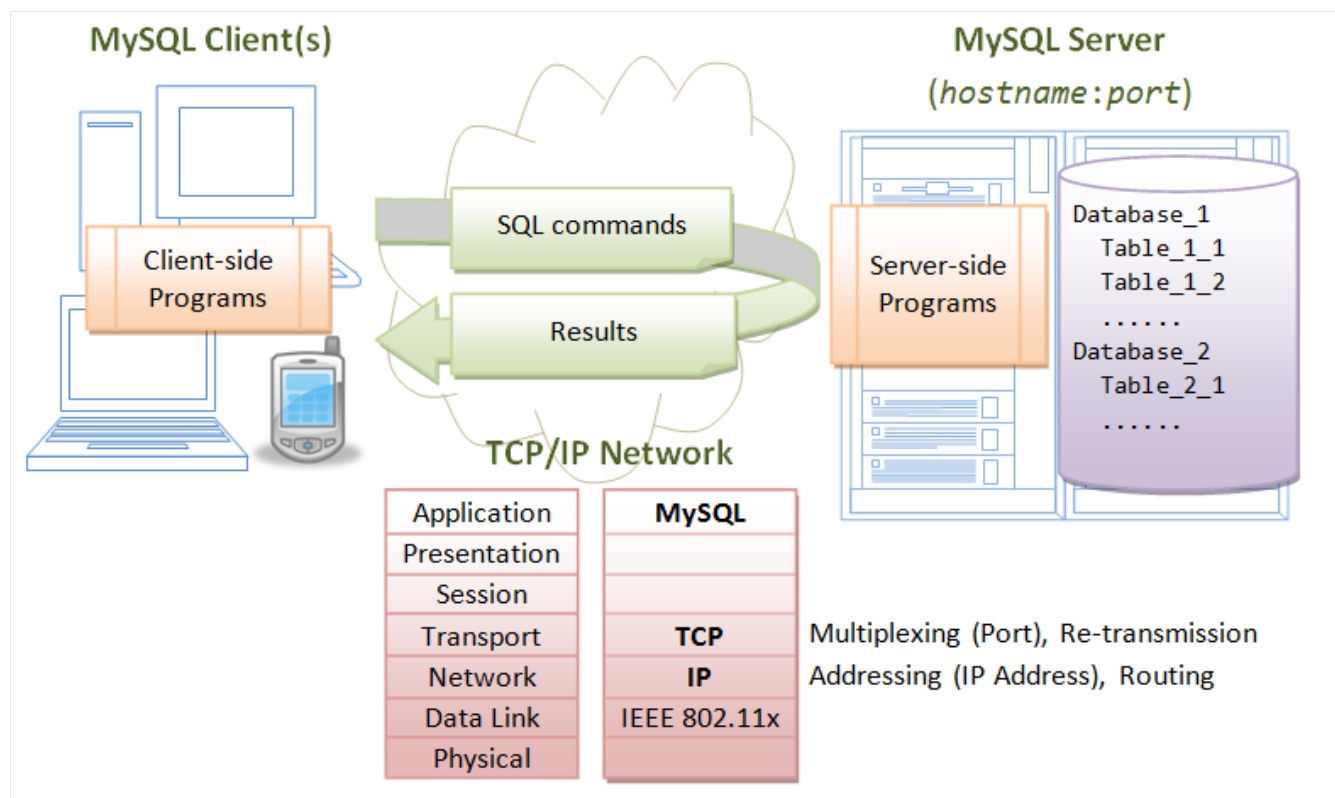 MySQL Client(s)
MySQL Server
(hostname:port)
Client-side
Programs
SQL commands
Results
Server-side
Programs
Database_1
Table_1_1
Table_1_2
......
Database_2
Table_2_1
......
TCP/IP Network
Application MySQL
Presentation
Session
Transport TCP Multiplexing (Port), Re-transmission
Network IP Addressing (IP Address), Routing
Data Link IEEE 802.11x
Physical